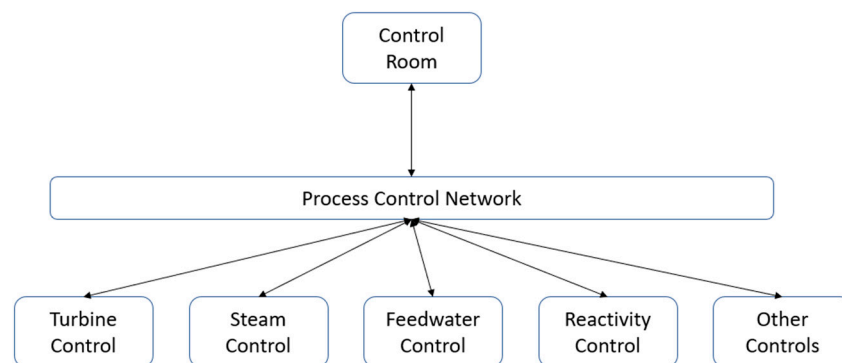 Control
Room
Process Control Network
Turbine
Control
Steam
Control
Feedwater
Control
Reactivity
Control
Other
Controls